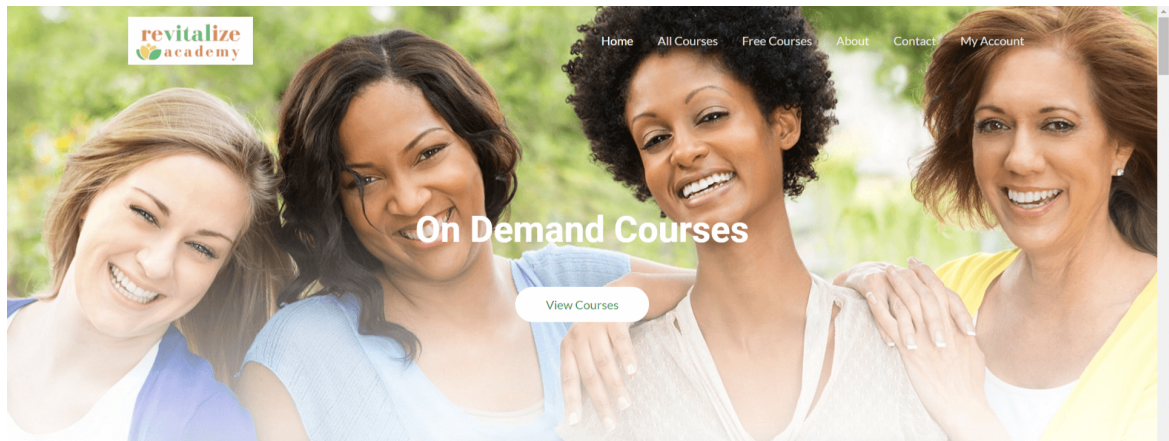 revitalize
academy
Home All Courses Free Courses About Contact My Account
On Demand Courses
View Courses